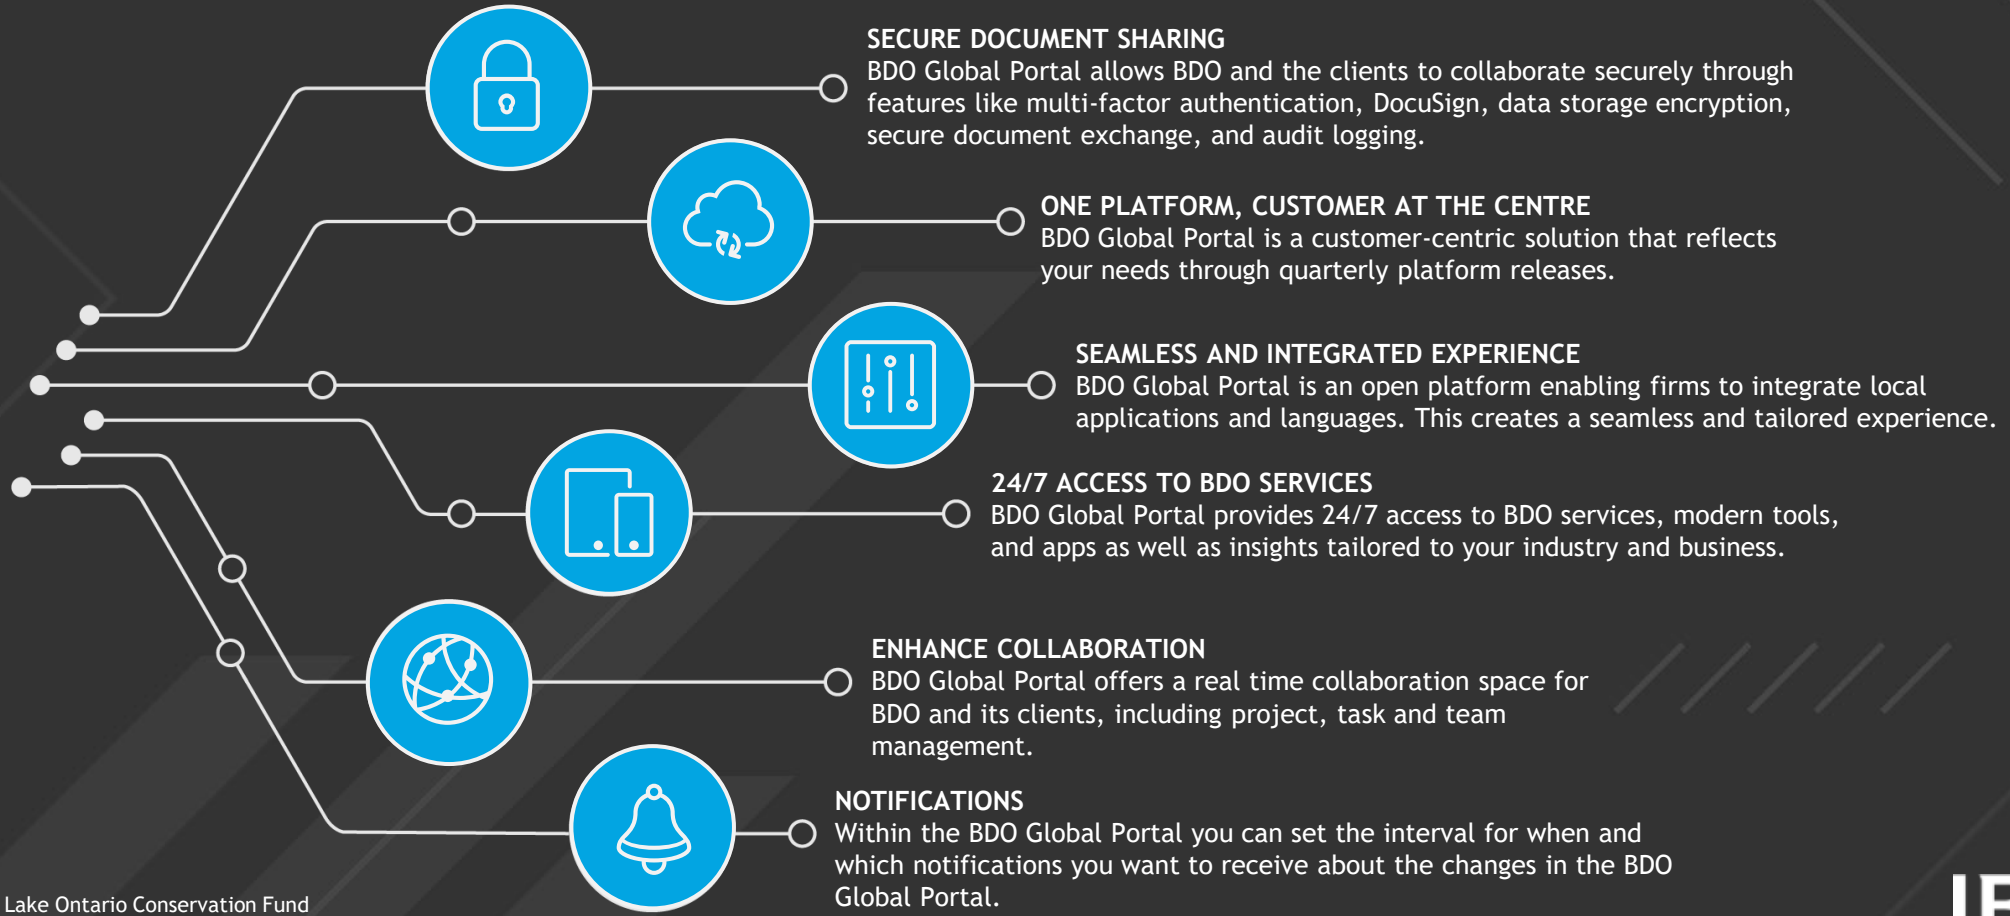 SECURE DOCUMENT SHARING
BDO Global Portal allows BDO and the clients to collaborate securely through
features like multi-factor authentication, DocuSign, data storage encryption,
secure document exchange, and audit logging.
ONE PLATFORM, CUSTOMER AT THE CENTRE
BDO Global Portal is a customer-centric solution that reflects
your needs through quarterly platform releases.
SEAMLESS AND INTEGRATED EXPERIENCE
BDO Global Portal is an open platform enabling firms to integrate local
applications and languages. This creates a seamless and tailored experience.
24/7 ACCESS TO BDO SERVICES
BDO Global Portal provides 24/7 access to BDO services, modern tools,
and apps as well as insights tailored to your industry and business.
ENHANCE COLLABORATION
BDO Global Portal offers a real time collaboration space for
BDO and its clients, including project, task and team
management.
NOTIFICATIONS
Within the BDO Global Portal you can set the interval for when and
which notifications you want to receive about the changes in the BDO
Global Portal.
Lake Ontario Conservation Fund